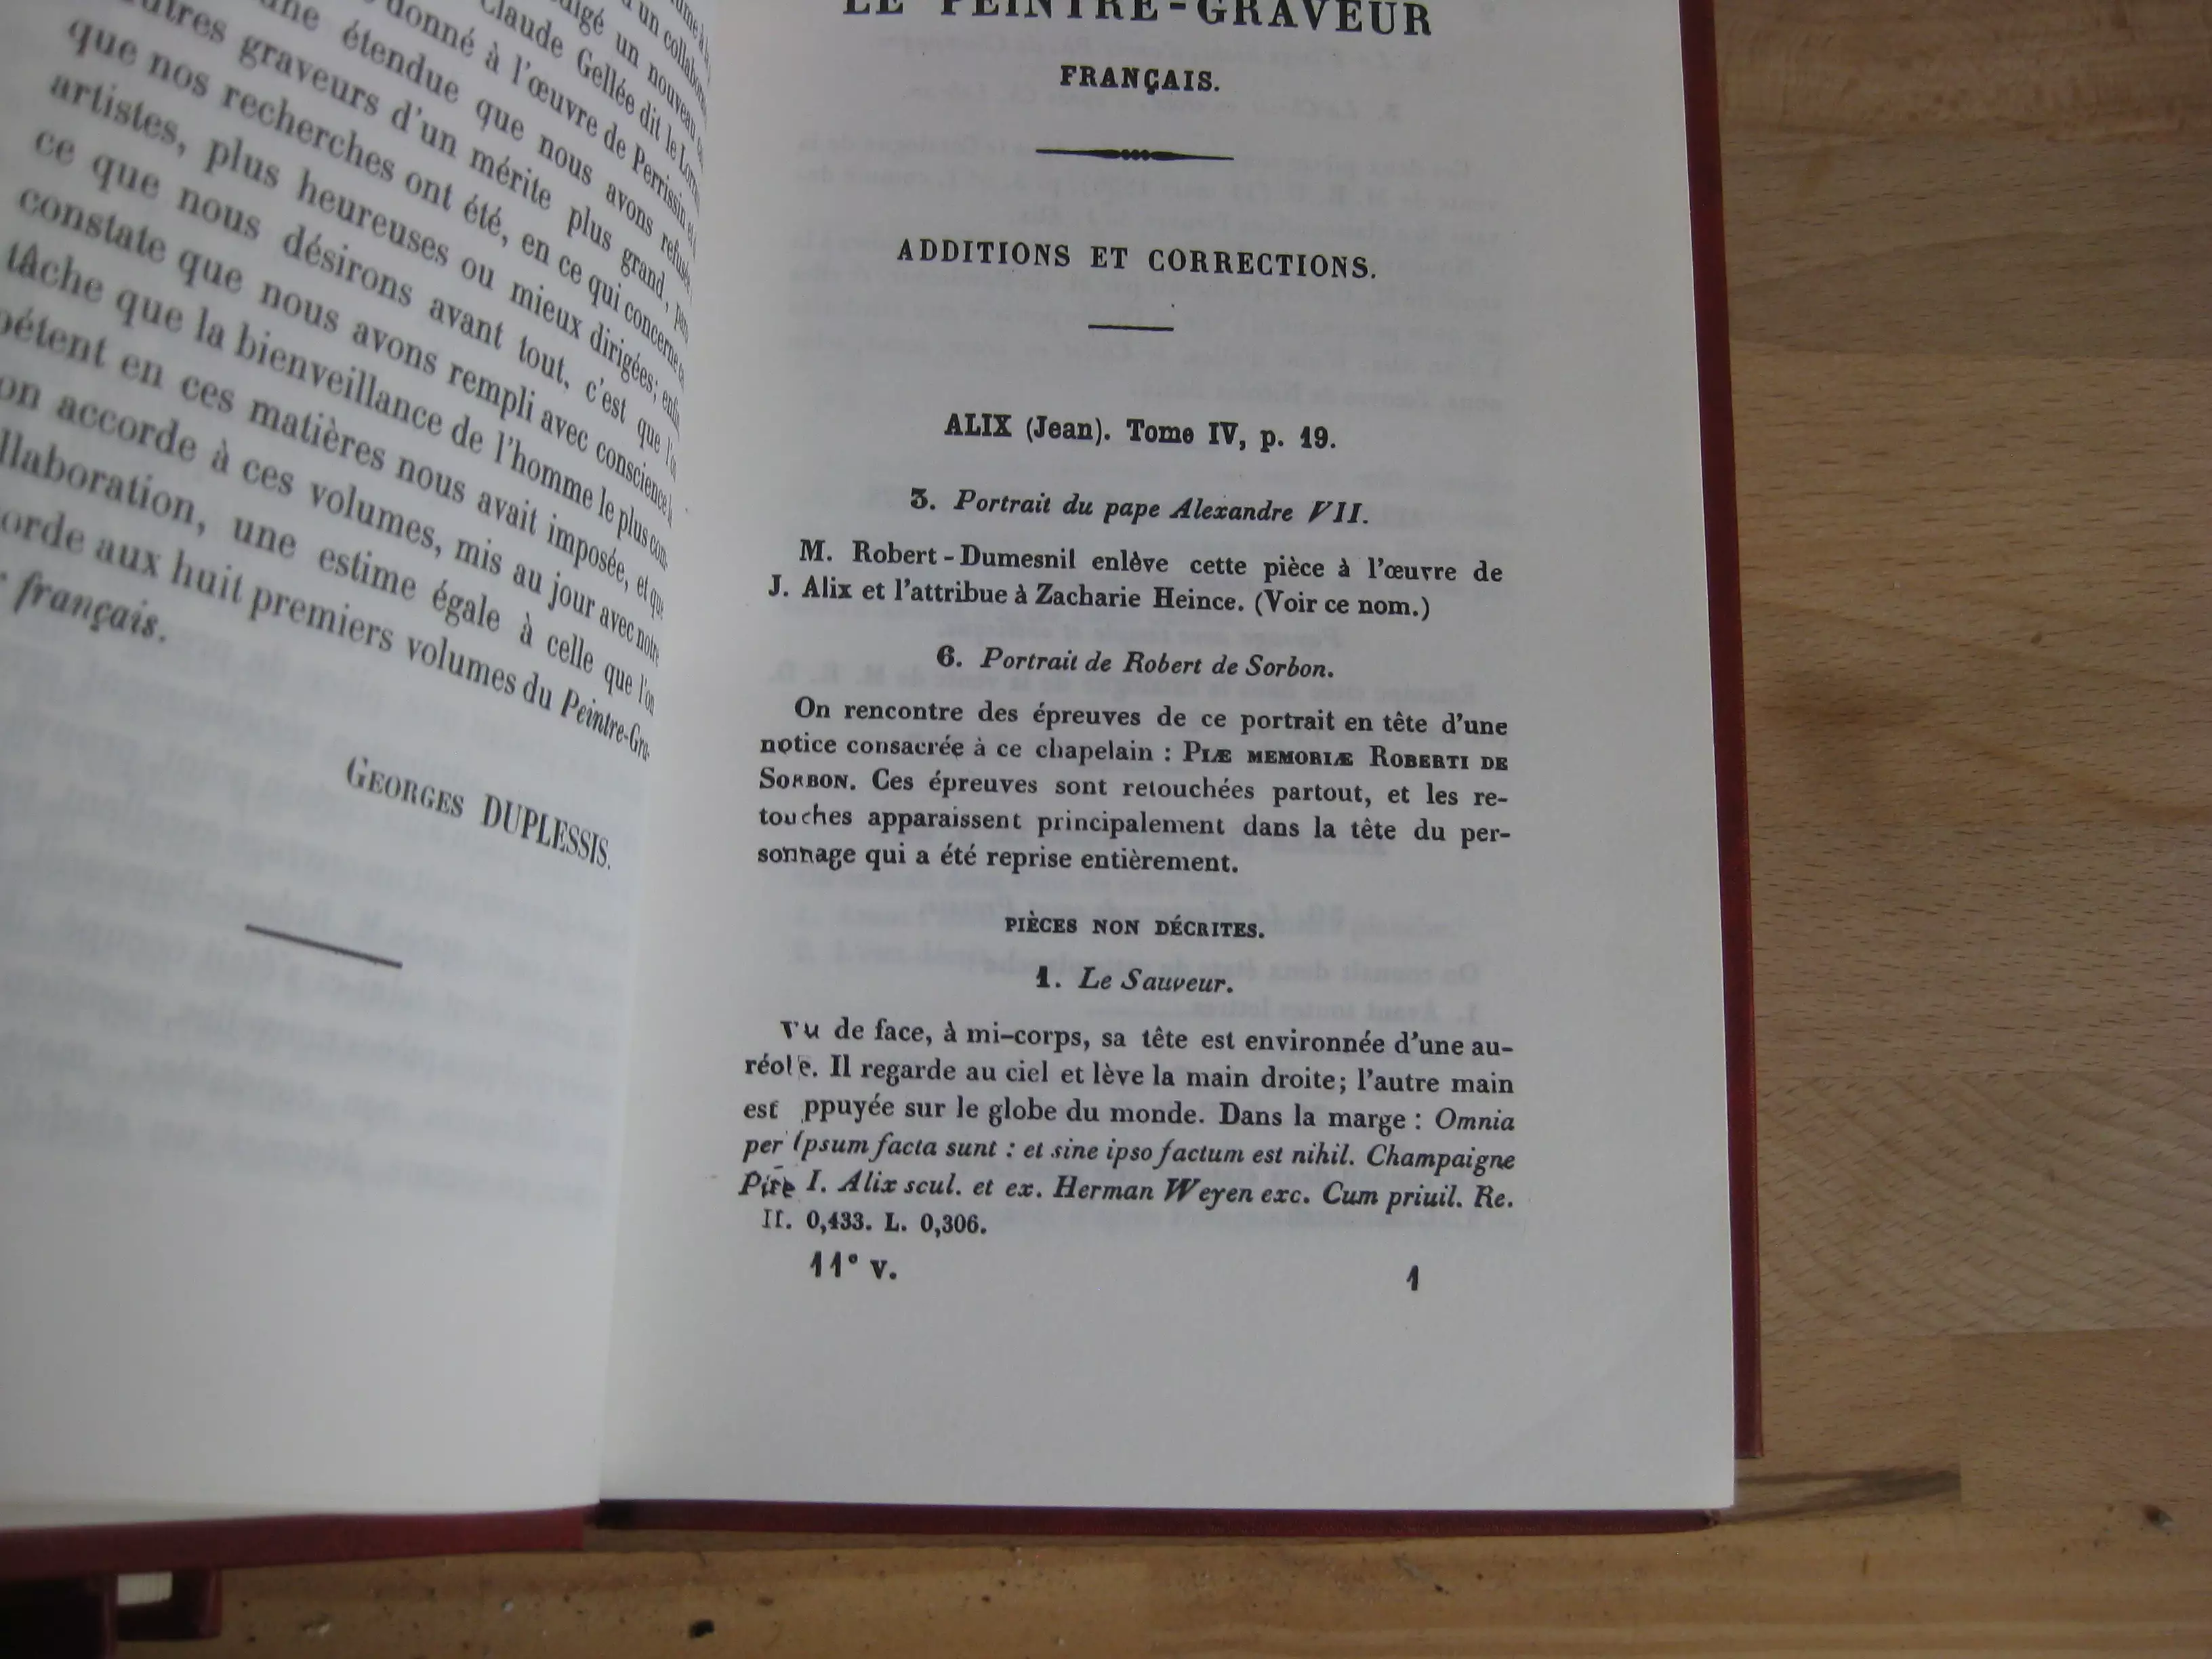 un collabor
digé un nouveau
Claude Gellée dit le Lorrain
donné à l'œuvre de Perrissin et
une étendue que nous avons refusée
autres graveurs d'un mérite plus grand,
que nos recherches ont été, en ce qui concerne ce
artistes, plus heureuses ou mieux dirigées; enfin
ce que nous désirons avant tout, c'est que l'on
constate que nous avons rempli avec conscience
tâche que la bienveillance de l'homme le plus com
pétent en ces matières nous avait imposée, et que
on accorde à ces volumes, mis au jour avec notre
llaboration, une estime égale à celle que l'on
orde aux huit premiers volumes du Peintre-Gra-
français.
GEORGES DUPLESSIS.
LE PEINTRE-GRAVEUR
FRANÇAIS.
ADDITIONS ET CORRECTIONS.
ALIX (Jean). Tome IV, p. 19.
3. Portrait du pape Alexandre VII.
M. Robert-Dumesnil enlève cette pièce à l'œuvre de
J. Alix et l'attribue à Zacharie Heince. (Voir ce nom.)
6. Portrait de Robert de Sorbon.
On rencontre des épreuves de ce portrait en tête d'une
notice consacrée à ce chapelain : PIÆ MEMORIÆ ROBERTI DE
SORBON. Ces épreuves sont retouchées partout, et les re-
touches apparaissent principalement dans la tête du per-
sonnage qui a été reprise entièrement.
PIÈCES NON DÉCRITES.
1. Le Sauveur.
Vu de face, à mi-corps, sa tête est environnée d'une au-
réole. Il regarde au ciel et lève la main droite; l'autre main
est ppuyée sur le globe du monde. Dans la marge : Omnia
per Ipsum facta sunt : et sine ipso factum est nihil. Champaigne
I. Alix scul. et ex. Herman Weyen exc. Cum priuil. Re.
H. 0,433. L. 0,306.
11e v. 1